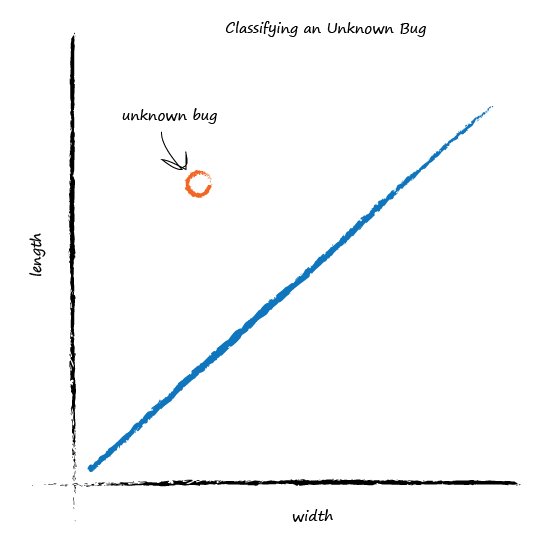 Classifying an Unknown Bug
unknown bug
length
width